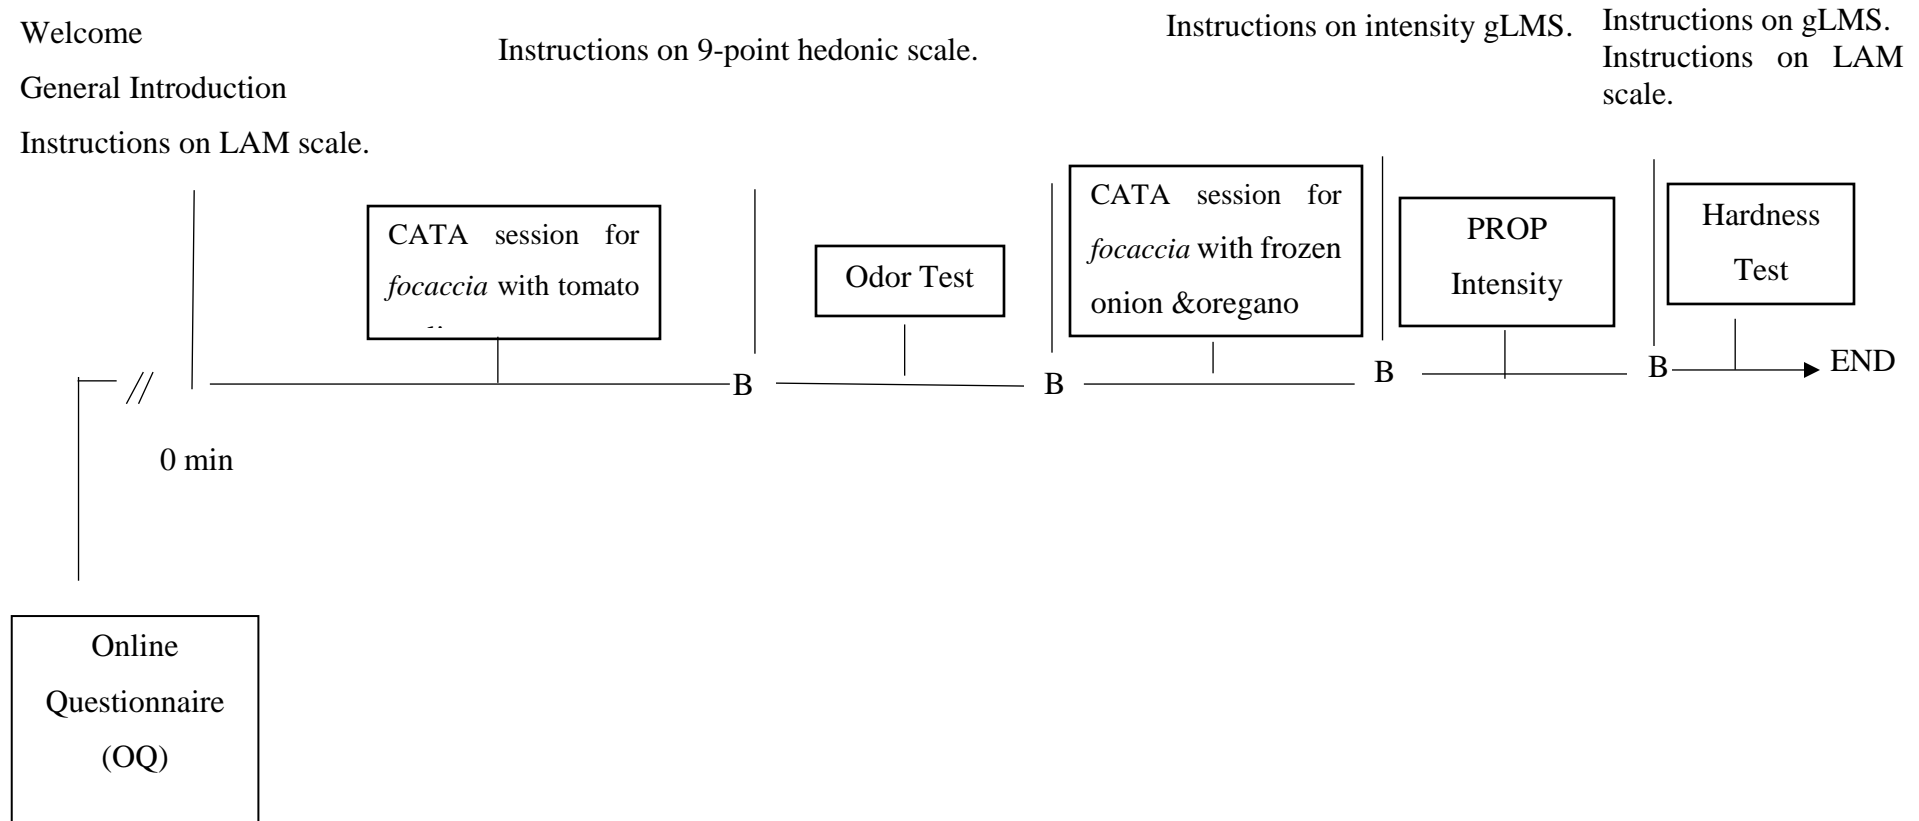 Welcome
General Introduction
Instructions on LAM scale.
Instructions on 9-point hedonic scale.
Instructions on intensity gLMS.
Instructions on gLMS.
Instructions on LAM
scale.
CATA session for
focaccia with tomato
Odor Test
CATA session for
focaccia with frozen
onion &oregano
PROP
Intensity
Hardness
Test
//
B
B
B
B
END
0 min
Online
Questionnaire
(OQ)